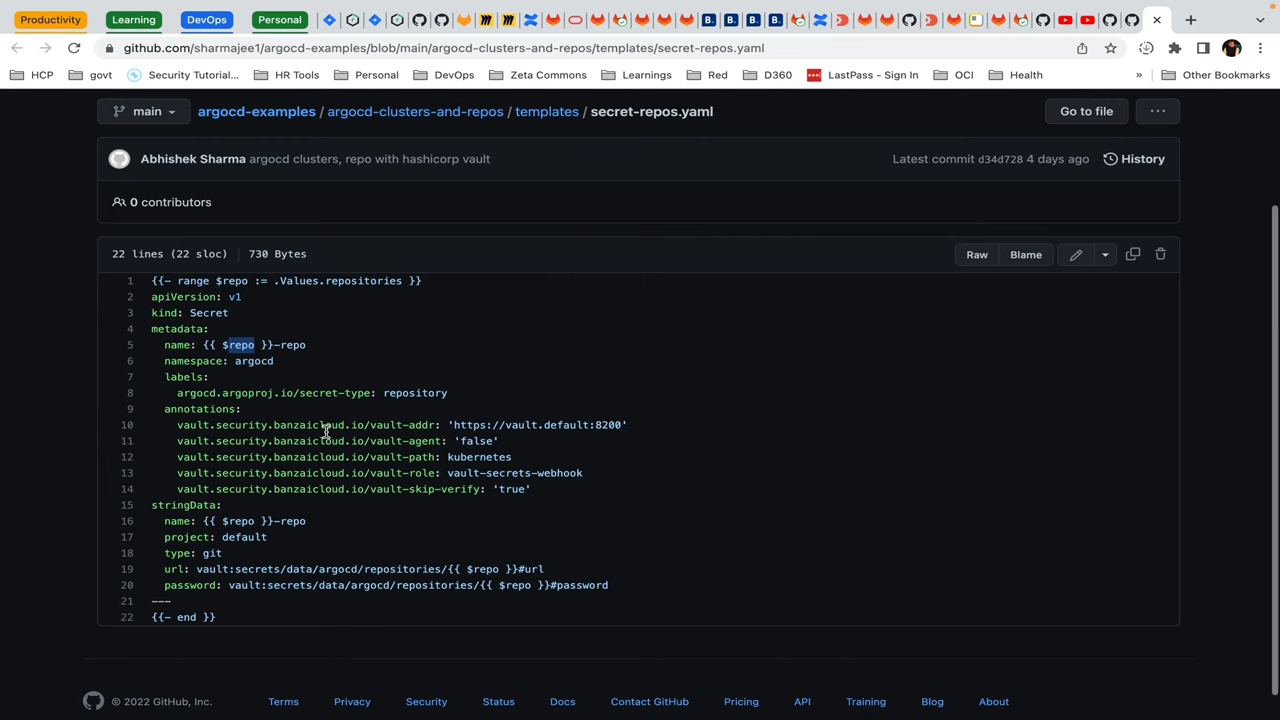 Productivity Learning DevOps Personal
github.com/sharmajee1/argocd-examples/blob/main/argocd-clusters-and-repos/templates/secret-repos.yaml
HCP govt Security Tutorial... HR Tools Personal DevOps Zeta Commons Learnings Red D360 LastPass - Sign In OCI Health » Other Bookmarks
main argocd-examples / argocd-clusters-and-repos / templates / secret-repos.yaml Go to file ...
Abhishek Sharma argocd clusters, repo with hashicorp vault Latest commit d34d728 4 days ago History
0 contributors
22 lines (22 sloc) 730 Bytes Raw Blame
1 {{- range $repo := .Values.repositories }}
2 apiVersion: v1
3 kind: Secret
4 metadata:
5 name: {{ $repo }}-repo
6 namespace: argocd
7 labels:
8 argocd.argoproj.io/secret-type: repository
9 annotations:
10 vault.security.banzaicloud.io/vault-addr: 'https://vault.default:8200'
11 vault.security.banzaicloud.io/vault-agent: 'false'
12 vault.security.banzaicloud.io/vault-path: kubernetes
13 vault.security.banzaicloud.io/vault-role: vault-secrets-webhook
14 vault.security.banzaicloud.io/vault-skip-verify: 'true'
15 stringData:
16 name: {{ $repo }}-repo
17 project: default
18 type: git
19 url: vault:secrets/data/argocd/repositories/{{ $repo }}#url
20 password: vault:secrets/data/argocd/repositories/{{ $repo }}#password
21 ---
22 {{- end }}
© 2022 GitHub, Inc. Terms Privacy Security Status Docs Contact GitHub Pricing API Training Blog About